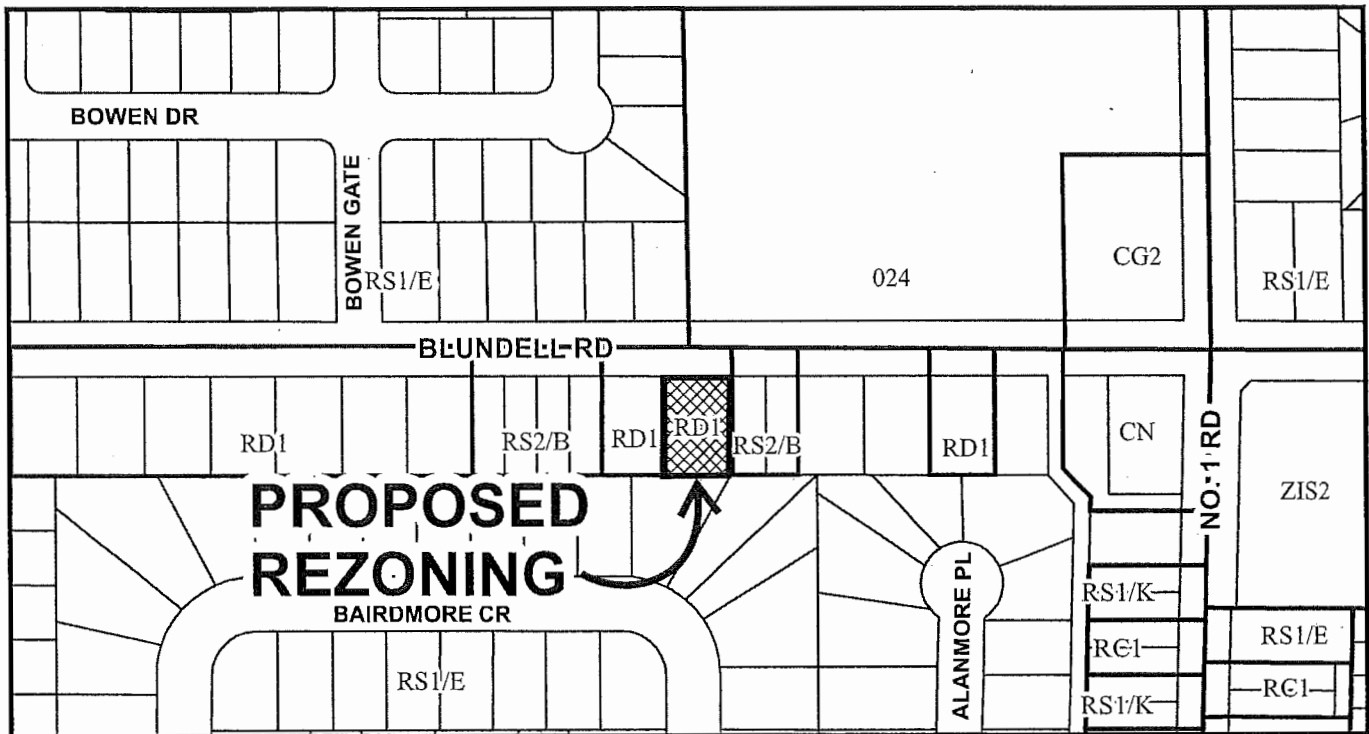 BOWEN DR
BOWEN GATE
RS1/E
024
CG2
RS1/E
BLUNDELL RD
RD1
RS2/B
RD1
RD1
RS2/B
RD1
CN
NO. 1 RD
ZIS2
PROPOSED
REZONING
BAIRDMORE CR
RS1/E
ALANMORE PL
RS1/K
RC1
RS1/K
RS1/E
RC1